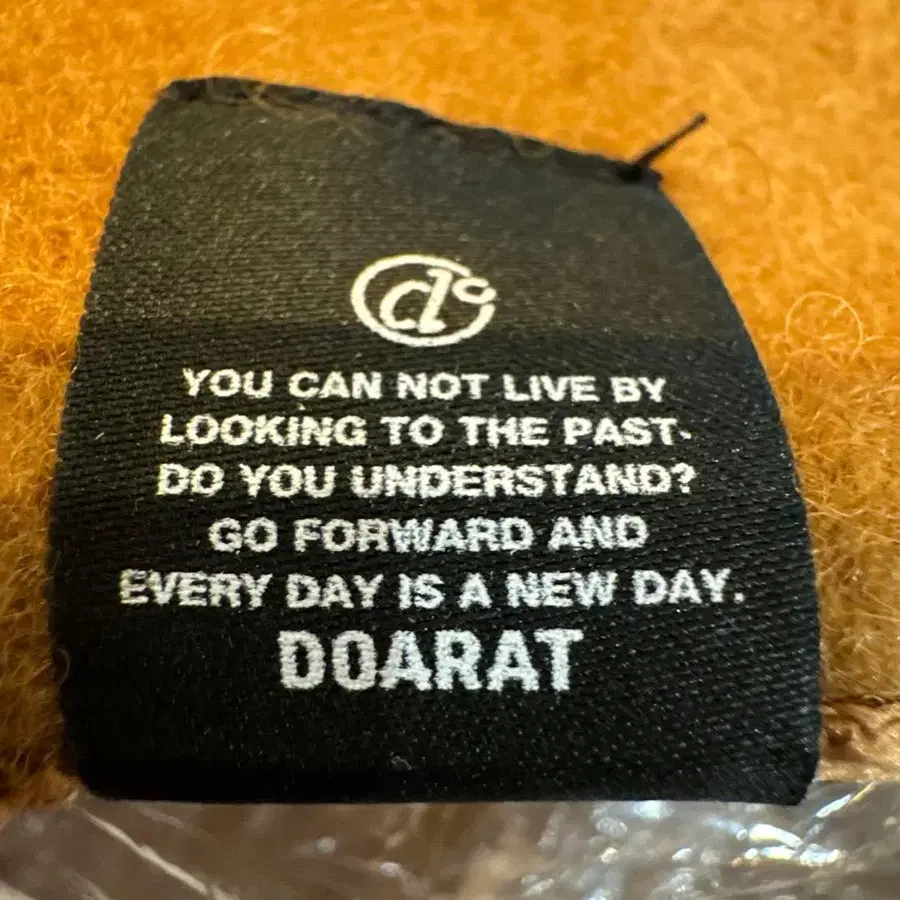 dc
YOU CAN NOT LIVE BY
LOOKING TO THE PAST-
DO YOU UNDERSTAND?
GO FORWARD AND
EVERY DAY IS A NEW DAY.
DOARAT